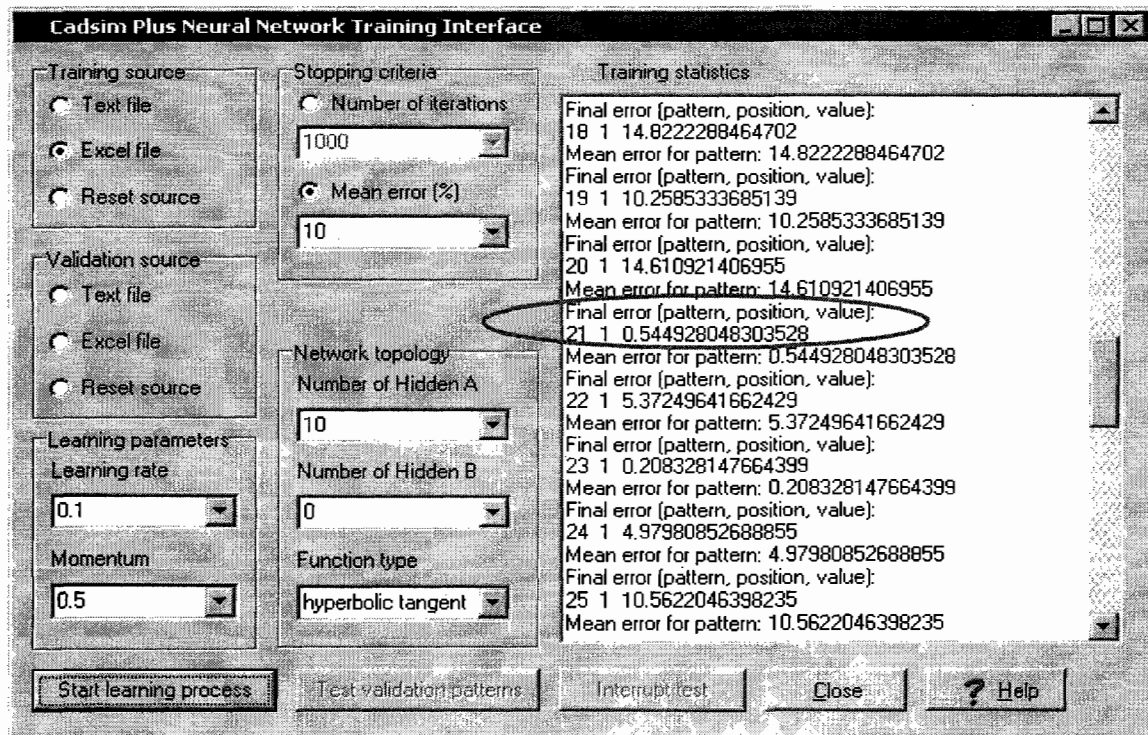 Cadsim Plus Neural Network Training Interface
Training source
Text file
Excel file
Reset source
Validation source
Text file
Excel file
Reset source
Learning parameters
Learning rate
0.1
Momentum
0.5
Stopping criteria
Number of iterations
1000
Mean error (%)
10
Network topology
Number of Hidden A
10
Number of Hidden B
0
Function type
hyperbolic tangent
Training statistics
Final error (pattern, position, value):
18 1 14.8222288464702
Mean error for pattern: 14.8222288464702
Final error (pattern, position, value):
19 1 10.2585333685139
Mean error for pattern: 10.2585333685139
Final error (pattern, position, value):
20 1 14.610921406955
Mean error for pattern: 14.610921406955
Final error (pattern, position, value):
21 1 0.544928048303528
Mean error for pattern: 0.544928048303528
Final error (pattern, position, value):
22 1 5.37249641662429
Mean error for pattern: 5.37249641662429
Final error (pattern, position, value):
23 1 0.208328147664399
Mean error for pattern: 0.208328147664399
Final error (pattern, position, value):
24 1 4.97980852688855
Mean error for pattern: 4.97980852688855
Final error (pattern, position, value):
25 1 10.5622046398235
Mean error for pattern: 10.5622046398235
Start learning process
Test validation patterns
Interrupt test
Close
? Help